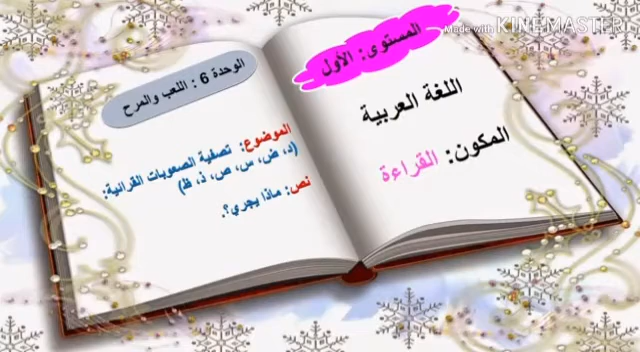 Made with KINEMASTER
المستوى: الأول
اللغة العربية
المكون: القراءة
الوحدة 6 : اللعب والمرح
الموضوع: تصفية الصعوبات القرائية:
(د، ض، س، ص، ذ، ظ)
نص: ماذا يجري؟.